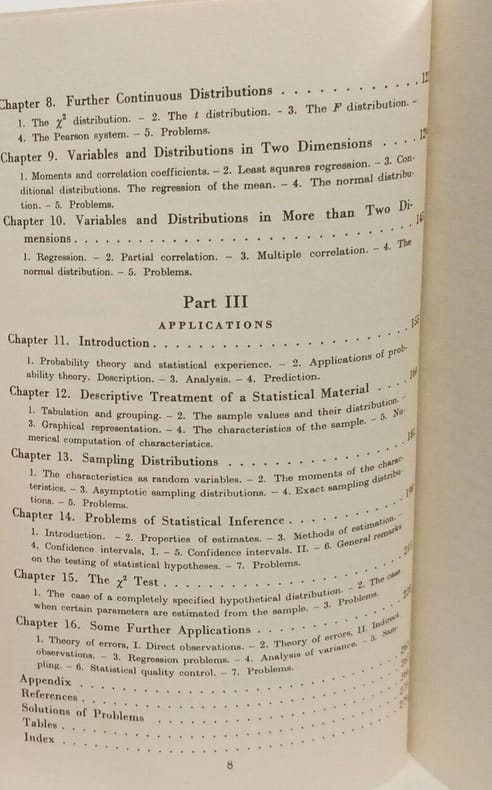 Chapter 8. Further Continuous Distributions . . . . . . . . . . .
1. The χ² distribution. – 2. The t distribution. – 3. The F distribution. –
4. The Pearson system. – 5. Problems.
Chapter 9. Variables and Distributions in Two Dimensions . . . .
1. Moments and correlation coefficients. – 2. Least squares regression. – 3. Con-
ditional distributions. The regression of the mean. – 4. The normal distribu-
tion. – 5. Problems.
Chapter 10. Variables and Distributions in More than Two Di-
mensions . . . . . . . . . . . . . . . . . . . . . . . . . .
1. Regression. – 2. Partial correlation. – 3. Multiple correlation. – 4. The
normal distribution. – 5. Problems.
Part III
APPLICATIONS
Chapter 11. Introduction . . . . . . . . . . . . . . . . . . .
1. Probability theory and statistical experience. – 2. Applications of prob-
ability theory. Description. – 3. Analysis. – 4. Prediction.
Chapter 12. Descriptive Treatment of a Statistical Material . . . .
1. Tabulation and grouping. – 2. The sample values and their distribution. –
3. Graphical representation. – 4. The characteristics of the sample. – 5. Nu-
merical computation of characteristics.
Chapter 13. Sampling Distributions . . . . . . . . . . . . . .
1. The characteristics as random variables. – 2. The moments of the charac-
teristics. – 3. Asymptotic sampling distributions. – 4. Exact sampling distribu-
tions. – 5. Problems.
Chapter 14. Problems of Statistical Inference . . . . . . . . . .
1. Introduction. – 2. Properties of estimates. – 3. Methods of estimation.
4. Confidence intervals, I. – 5. Confidence intervals. II. – 6. General remarks
on the testing of statistical hypotheses. – 7. Problems.
Chapter 15. The χ² Test . . . . . . . . . . . . . . . . . . .
1. The case of a completely specified hypothetical distribution. – 2. The case
when certain parameters are estimated from the sample. – 3. Problems.
Chapter 16. Some Further Applications . . . . . . . . . . . .
1. Theory of errors, I. Direct observations. – 2. Theory of errors, II. Indirect
observations. – 3. Regression problems. – 4. Analysis of variance. – 5. Sam-
pling. – 6. Statistical quality control. – 7. Problems.
Appendix . . . . . . . . . . . . . . . . . . . . . . . . . .
References . . . . . . . . . . . . . . . . . . . . . . . . . .
Solutions of Problems . . . . . . . . . . . . . . . . . . . .
Tables . . . . . . . . . . . . . . . . . . . . . . . . . . . .
Index . . . . . . . . . . . . . . . . . . . . . . . . . . . .
8